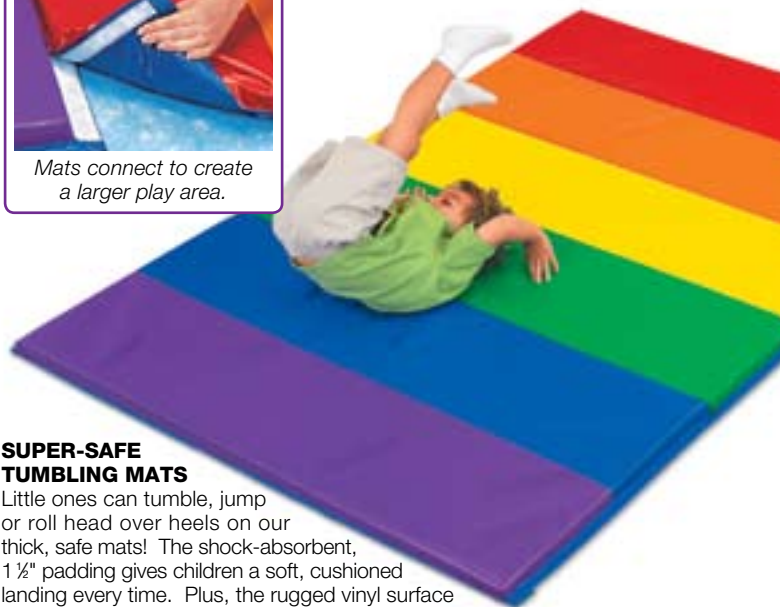 Mats connect to create
a larger play area.
SUPER-SAFE
TUMBLING MATS
Little ones can tumble, jump
or roll head over heels on our
thick, safe mats!  The shock-absorbent,
1 ½" padding gives children a soft, cushioned
landing every time.  Plus, the rugged vinyl surface